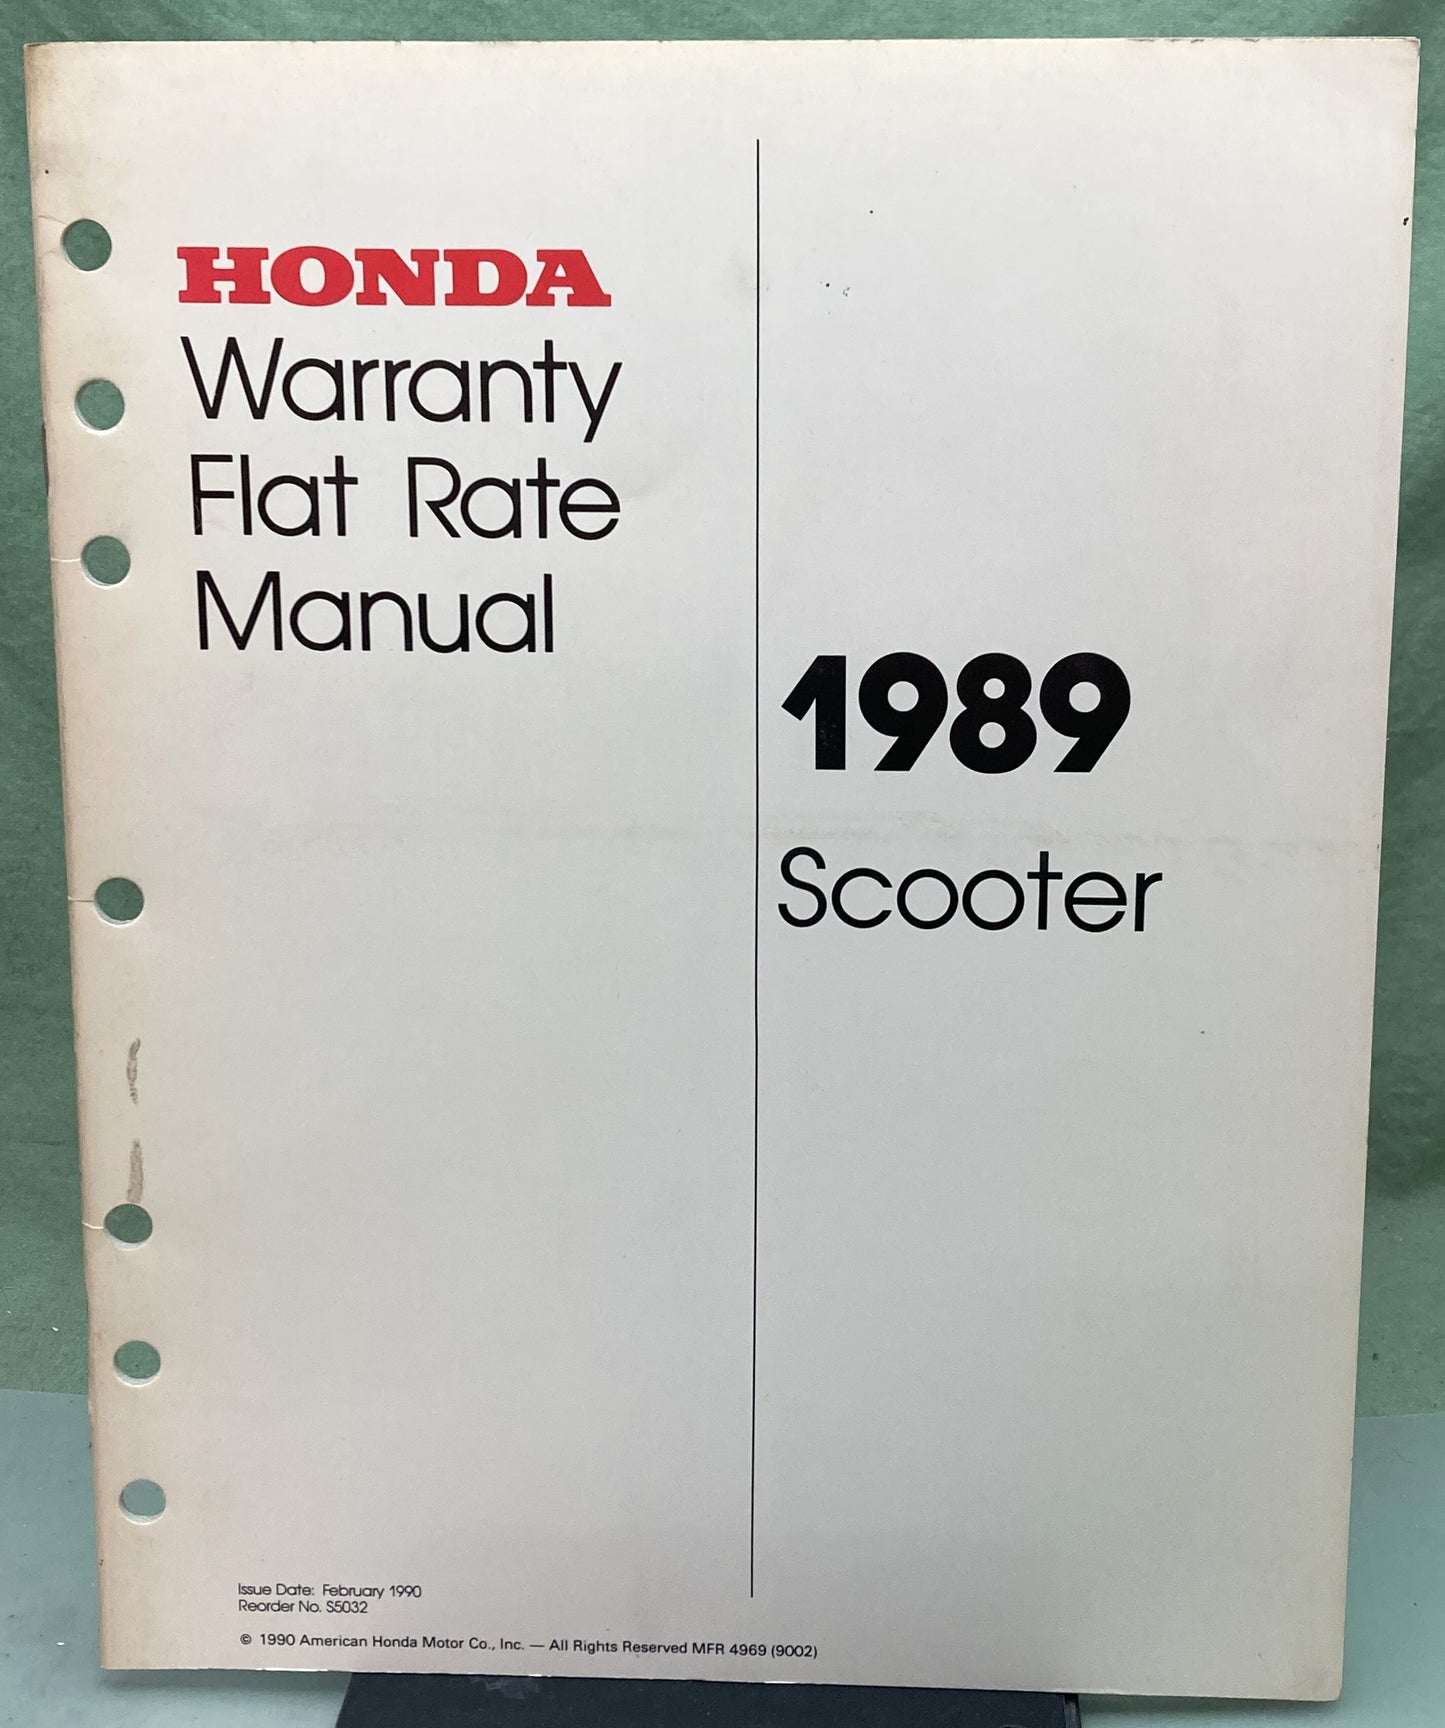 HONDA
Warranty
Flat Rate
Manual
1989
Scooter
Issue Date: February 1990
Reorder No. S5032
© 1990 American Honda Motor Co., Inc. — All Rights Reserved MFR 4969 (9002)